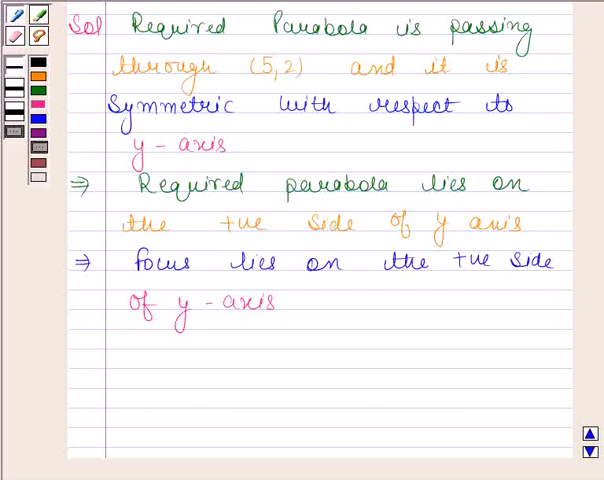 Sol Required Parabola is passing
through (5,2) and it is
symmetric with respect to
y - axis
⇒ Required parabola lies on
the +ve side of y axis
⇒ focus lies on the +ve side
of y - axis